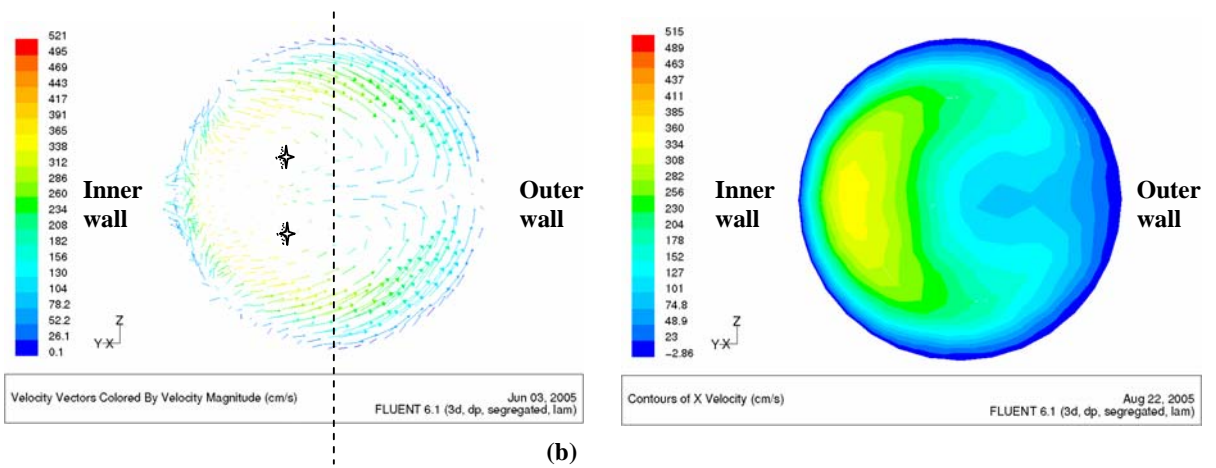 521
495
469
443
417
391
365
338
312
286
260
234
208
182
156
130
104
78.2
52.2
26.1
0.1
Inner
wall
Outer
wall
Z
Y X
Velocity Vectors Colored By Velocity Magnitude (cm/s)
Jun 03, 2005
FLUENT 6.1 (3d, dp, segregated, lam)
515
489
463
437
411
385
360
334
308
282
256
230
204
178
152
127
101
74.8
48.9
23
−2.86
Inner
wall
Outer
wall
Z
Y X
Contours of X Velocity (cm/s)
Aug 22, 2005
FLUENT 6.1 (3d, dp, segregated, lam)
(b)